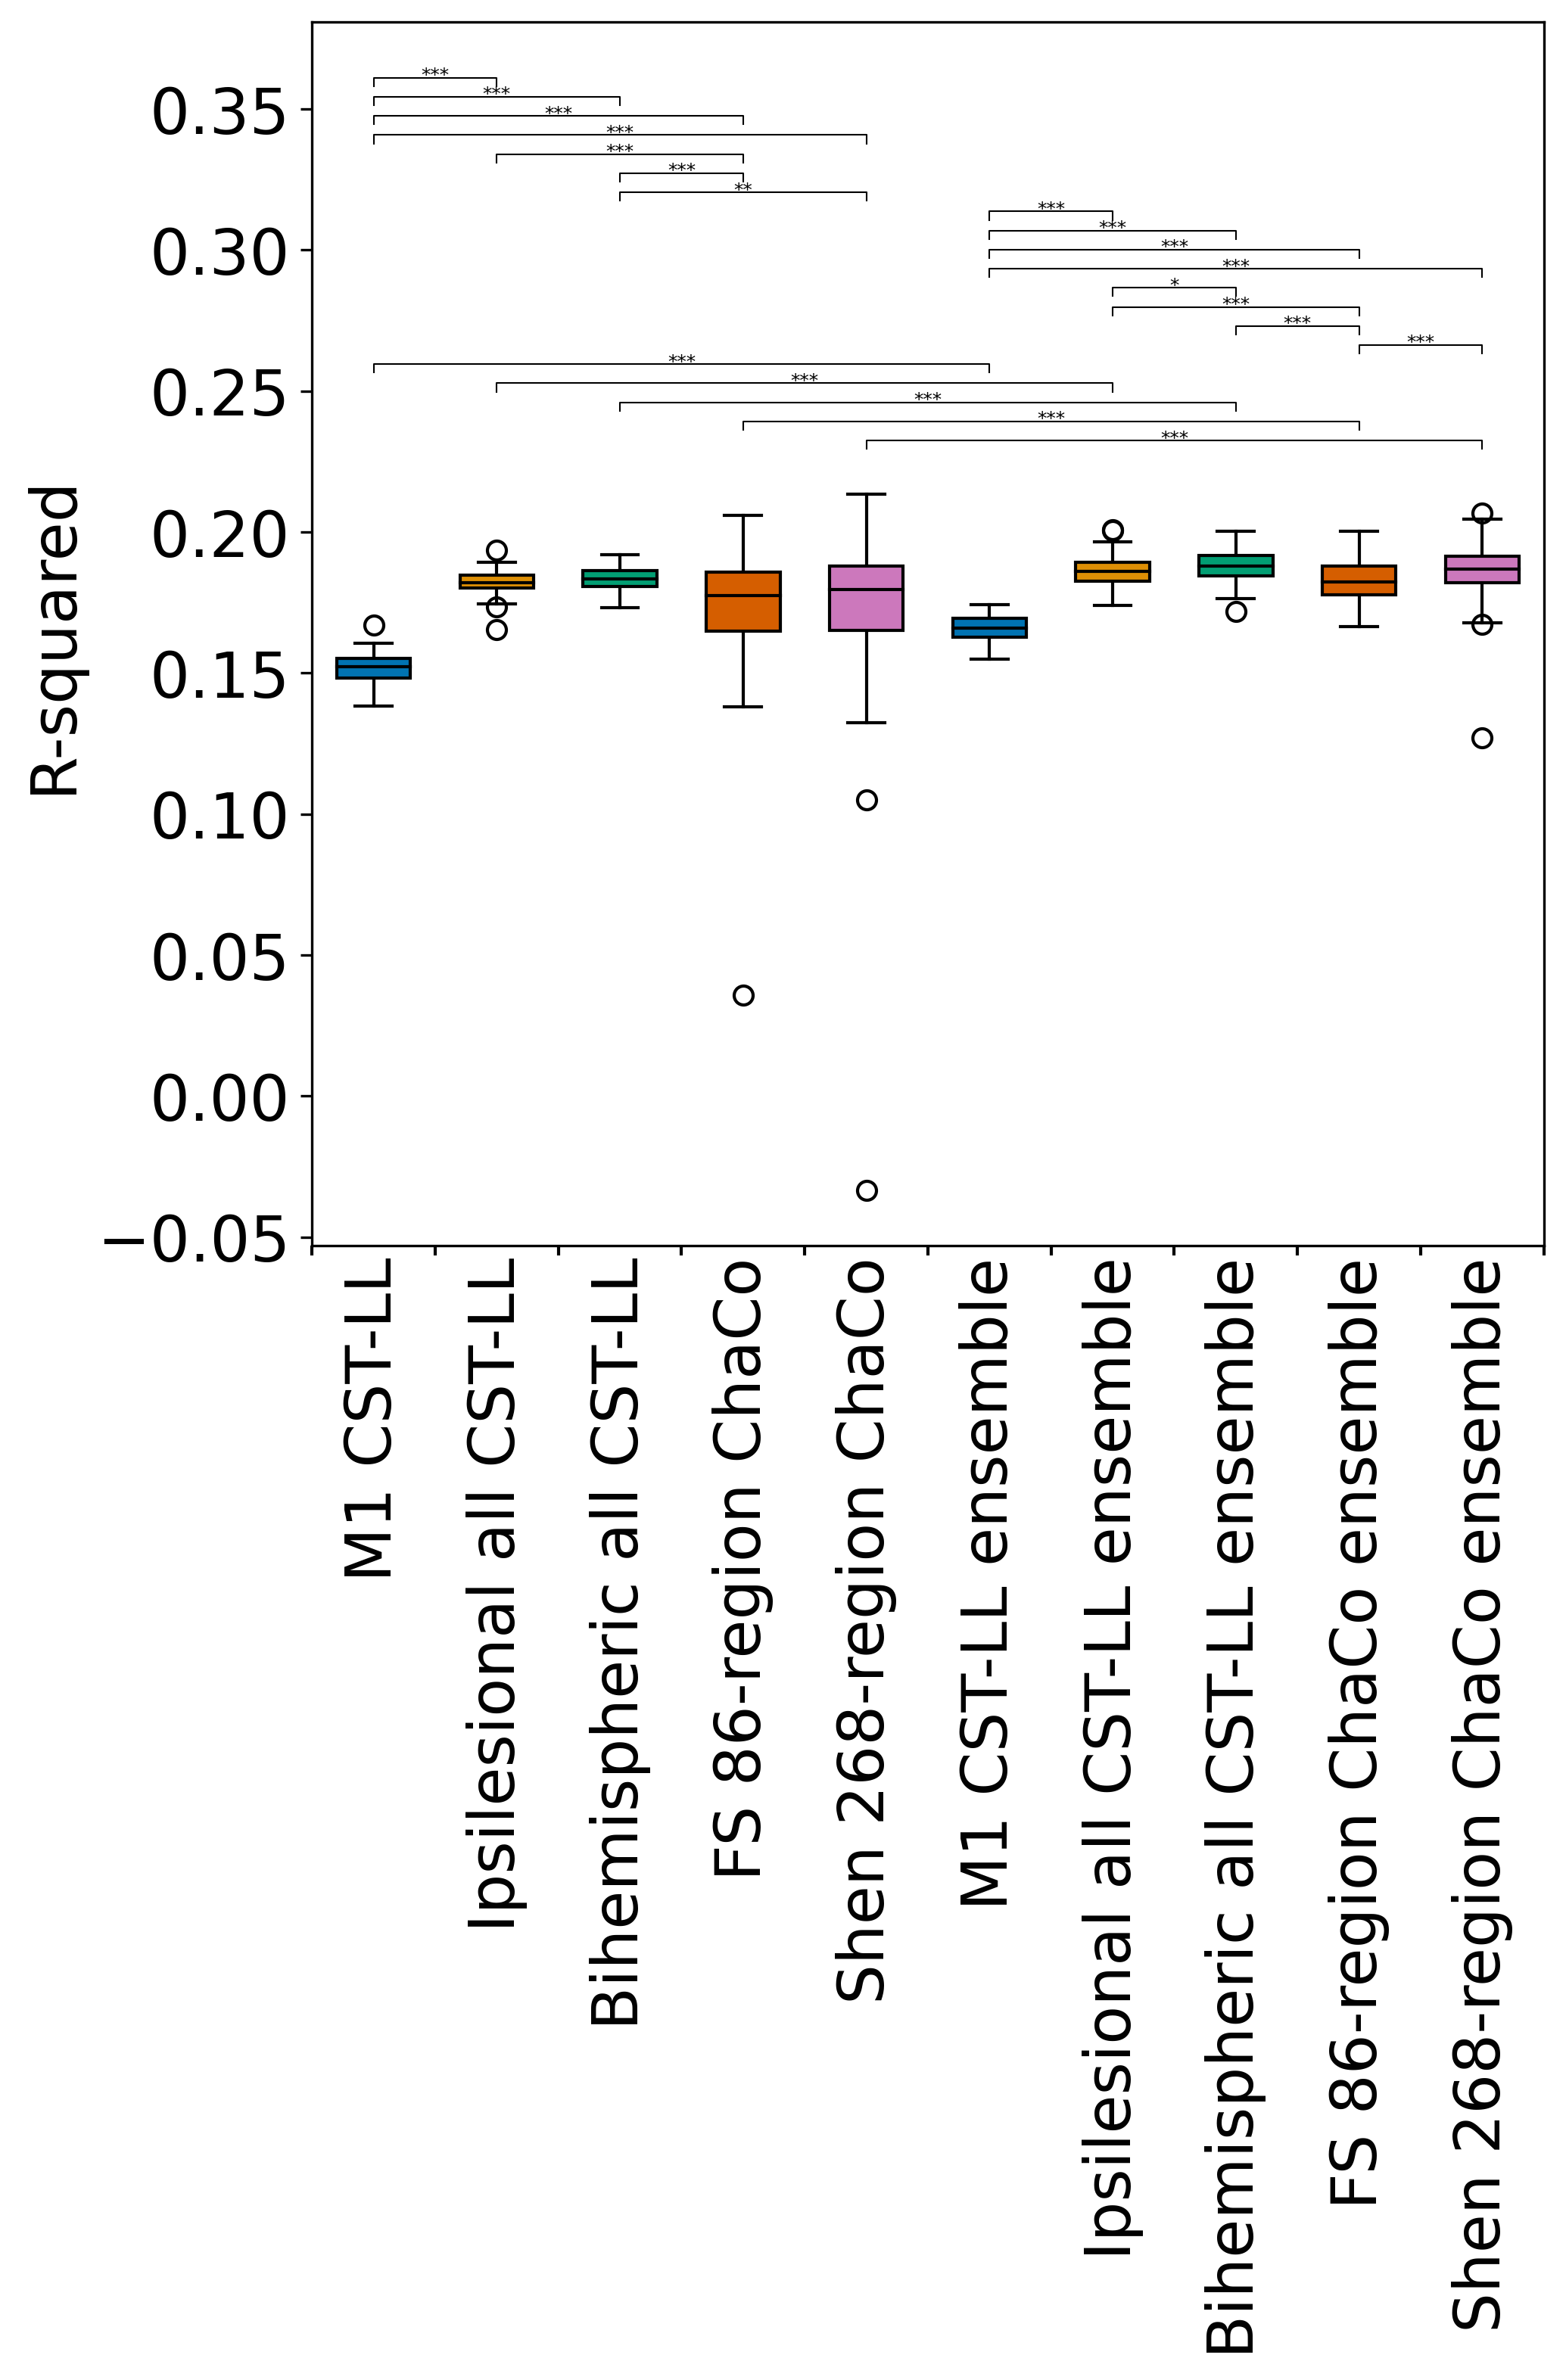 ***
***
***
***
***
***
**
***
***
***
***
*
***
***
***
***
***
***
***
***
R-squared
0.35
0.30
0.25
0.20
0.15
0.10
0.05
0.00
−0.05
M1 CST-LL
Ipsilesional all CST-LL
Bihemispheric all CST-LL
FS 86-region ChaCo
Shen 268-region ChaCo
M1 CST-LL ensemble
Ipsilesional all CST-LL ensemble
Bihemispheric all CST-LL ensemble
FS 86-region ChaCo ensemble
Shen 268-region ChaCo ensemble